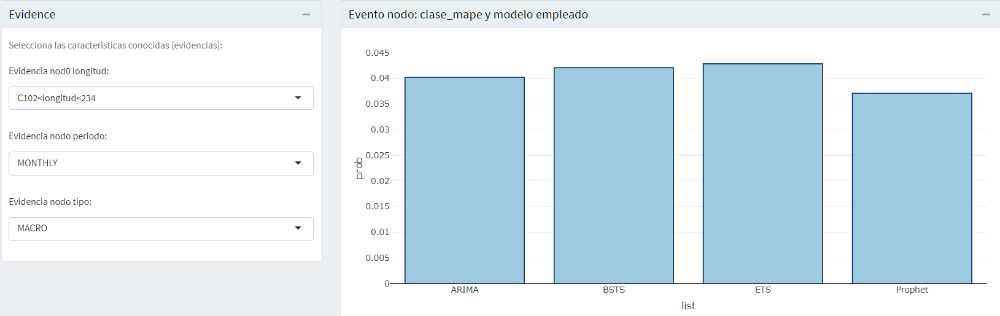 Evidence
Selecciona las caracteristicas conocidas (evidencias):
Evidencia nod0 longitud:
C102<longitud<234
Evidencia nodo periodo:
MONTHLY
Evidencia nodo tipo:
MACRO
Evento nodo: clase_mape y modelo empleado
0.045
0.04
0.035
0.03
0.025
0.02
0.015
0.01
0.005
0
prob
ARIMA
BSTS
ETS
Prophet
list